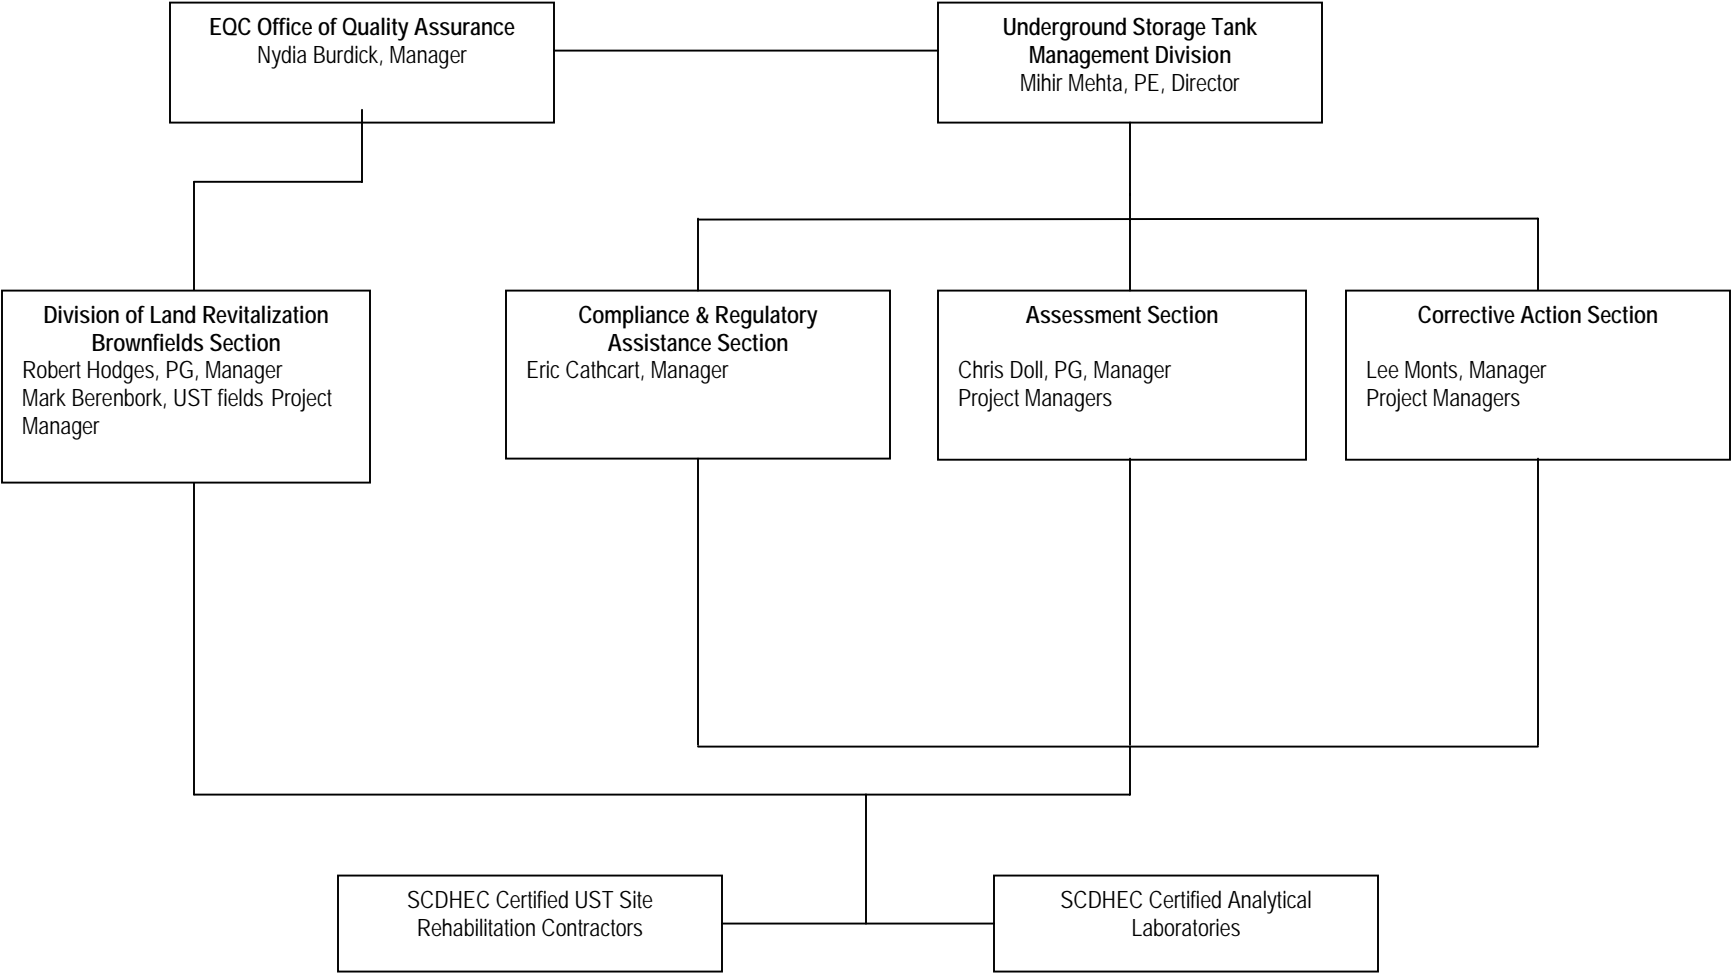 EQC Office of Quality Assurance
Nydia Burdick, Manager
Underground Storage Tank
Management Division
Mihir Mehta, PE, Director
Division of Land Revitalization
Brownfields Section
Robert Hodges, PG, Manager
Mark Berenbork, UST fields Project
Manager
Compliance & Regulatory
Assistance Section
Eric Cathcart, Manager
Assessment Section
Chris Doll, PG, Manager
Project Managers
Corrective Action Section
Lee Monts, Manager
Project Managers
SCDHEC Certified UST Site
Rehabilitation Contractors
SCDHEC Certified Analytical
Laboratories